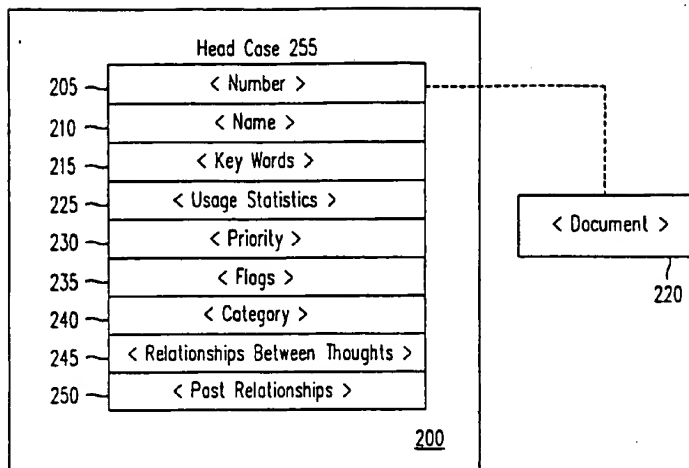 Head Case 255
205 < Number >
210 < Name >
215 < Key Words >
225 < Usage Statistics >
230 < Priority >
235 < Flags >
240 < Category >
245 < Relationships Between Thoughts >
250 < Past Relationships >
200
< Document >
220